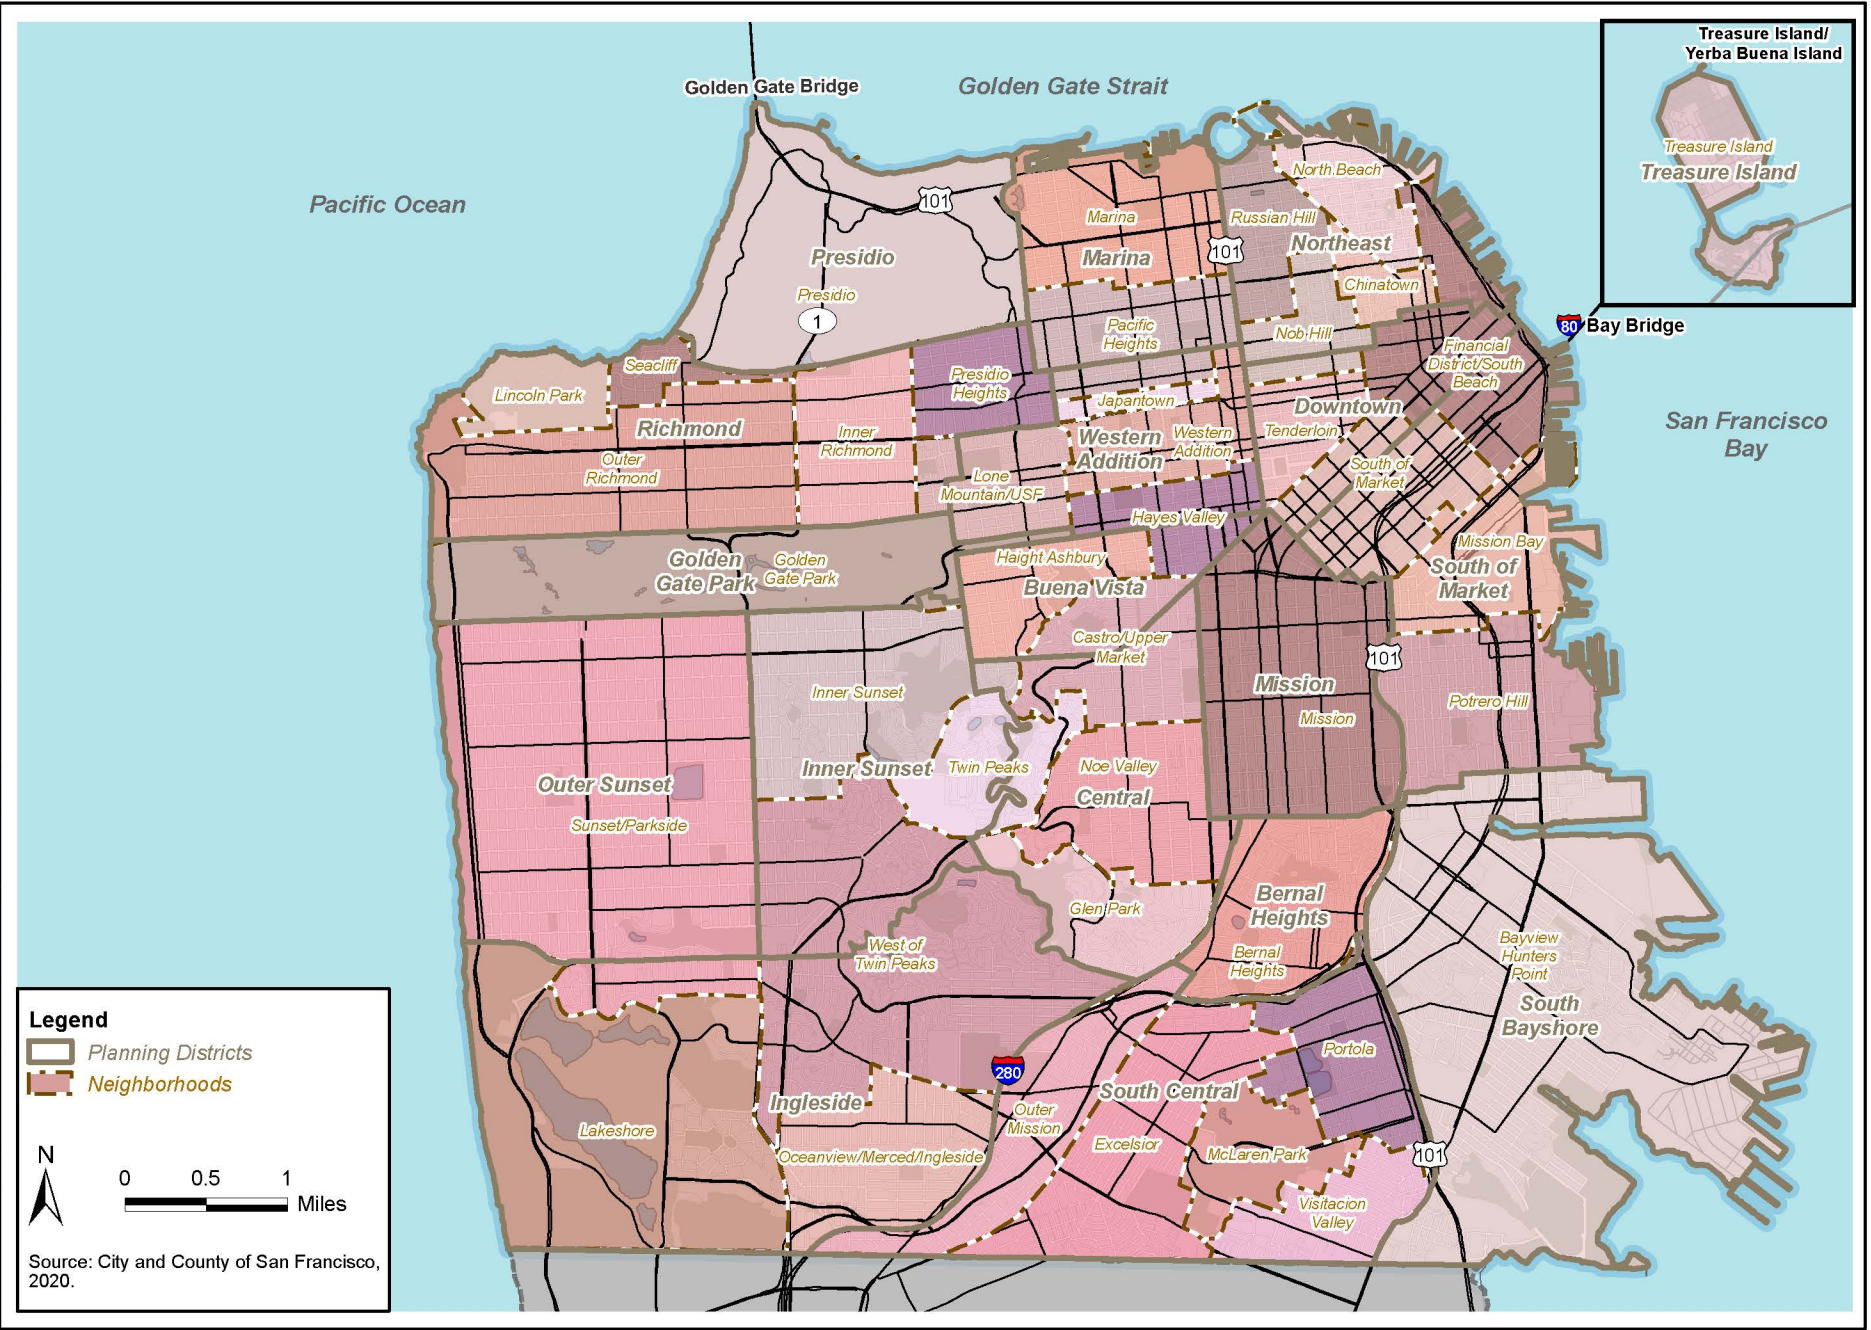 Treasure Island/
Yerba Buena Island
Treasure Island
Treasure Island
Golden Gate Bridge
Golden Gate Strait
Pacific Ocean
101
Presidio
Presidio
1
Marina
Marina
101
North Beach
Russian Hill
Northeast
Chinatown
Nob Hill
Pacific
Heights
80
Bay Bridge
Financial
District/South
Beach
Seacliff
Lincoln Park
Richmond
Outer
Richmond
Inner
Richmond
Presidio
Heights
Japantown
Western
Addition
Western
Addition
Lone
Mountain/USF
Hayes Valley
Downtown
Tenderloin
South of
Market
San Francisco
Bay
Mission Bay
South of
Market
Golden
Gate Park
Golden
Gate Park
Haight Ashbury
Buena Vista
Castro/Upper
Market
101
Mission
Mission
Potrero Hill
Inner Sunset
Inner Sunset
Twin Peaks
Noe Valley
Central
Outer Sunset
Sunset/Parkside
Glen Park
Bernal
Heights
Bernal
Heights
West of
Twin Peaks
Bayview
Hunters
Point
South
Bayshore
Portola
280
South Central
Outer
Mission
Excelsior
McLaren Park
Visitacion
Valley
101
Ingleside
Oceanview/Merced/Ingleside
Lakeshore
Legend
Planning Districts
Neighborhoods
N
0 0.5 1
Miles
Source: City and County of San Francisco,
2020.